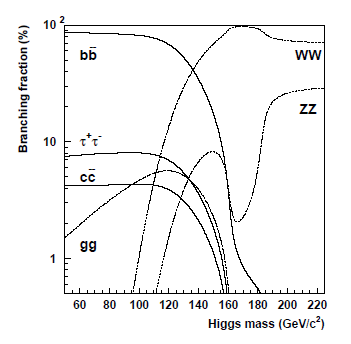 Branching fraction (%)
10²
10
1
bb̄
τ⁺τ⁻
cc̄
gg
WW
ZZ
60 80 100 120 140 160 180 200 220
Higgs mass (GeV/c²)